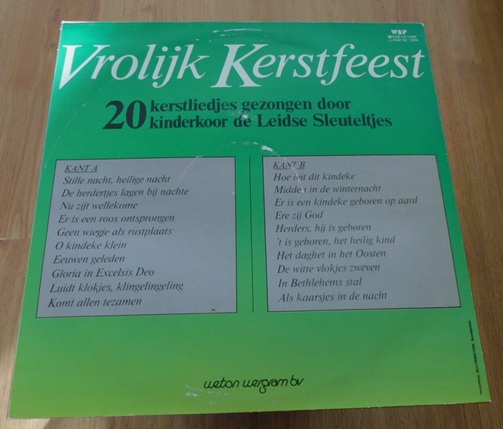 W&P
Vrolijk Kerstfeest
20 kerstliedjes gezongen door
kinderkoor de Leidse Sleuteltjes
KANT A
Stille nacht, heilige nacht
De herdertjes lagen bij nachte
Nu zijt wellekome
Er is een roos ontsprongen
Geen wiegje als rustplaats
O kindeke klein
Eeuwen geleden
Gloria in Excelsis Deo
Luidt klokjes, klingelingeling
Komt allen tezamen
KANT B
Hoe leit dit kindeke
Midden in de winternacht
Er is een kindeke geboren op aard
Ere zij God
Herders, hij is geboren
't is geboren, het heilig kind
Het daghet in het Oosten
De witte vlokjes zweven
In Bethlehems stal
Als kaarsjes in de nacht
weton wesgram bv